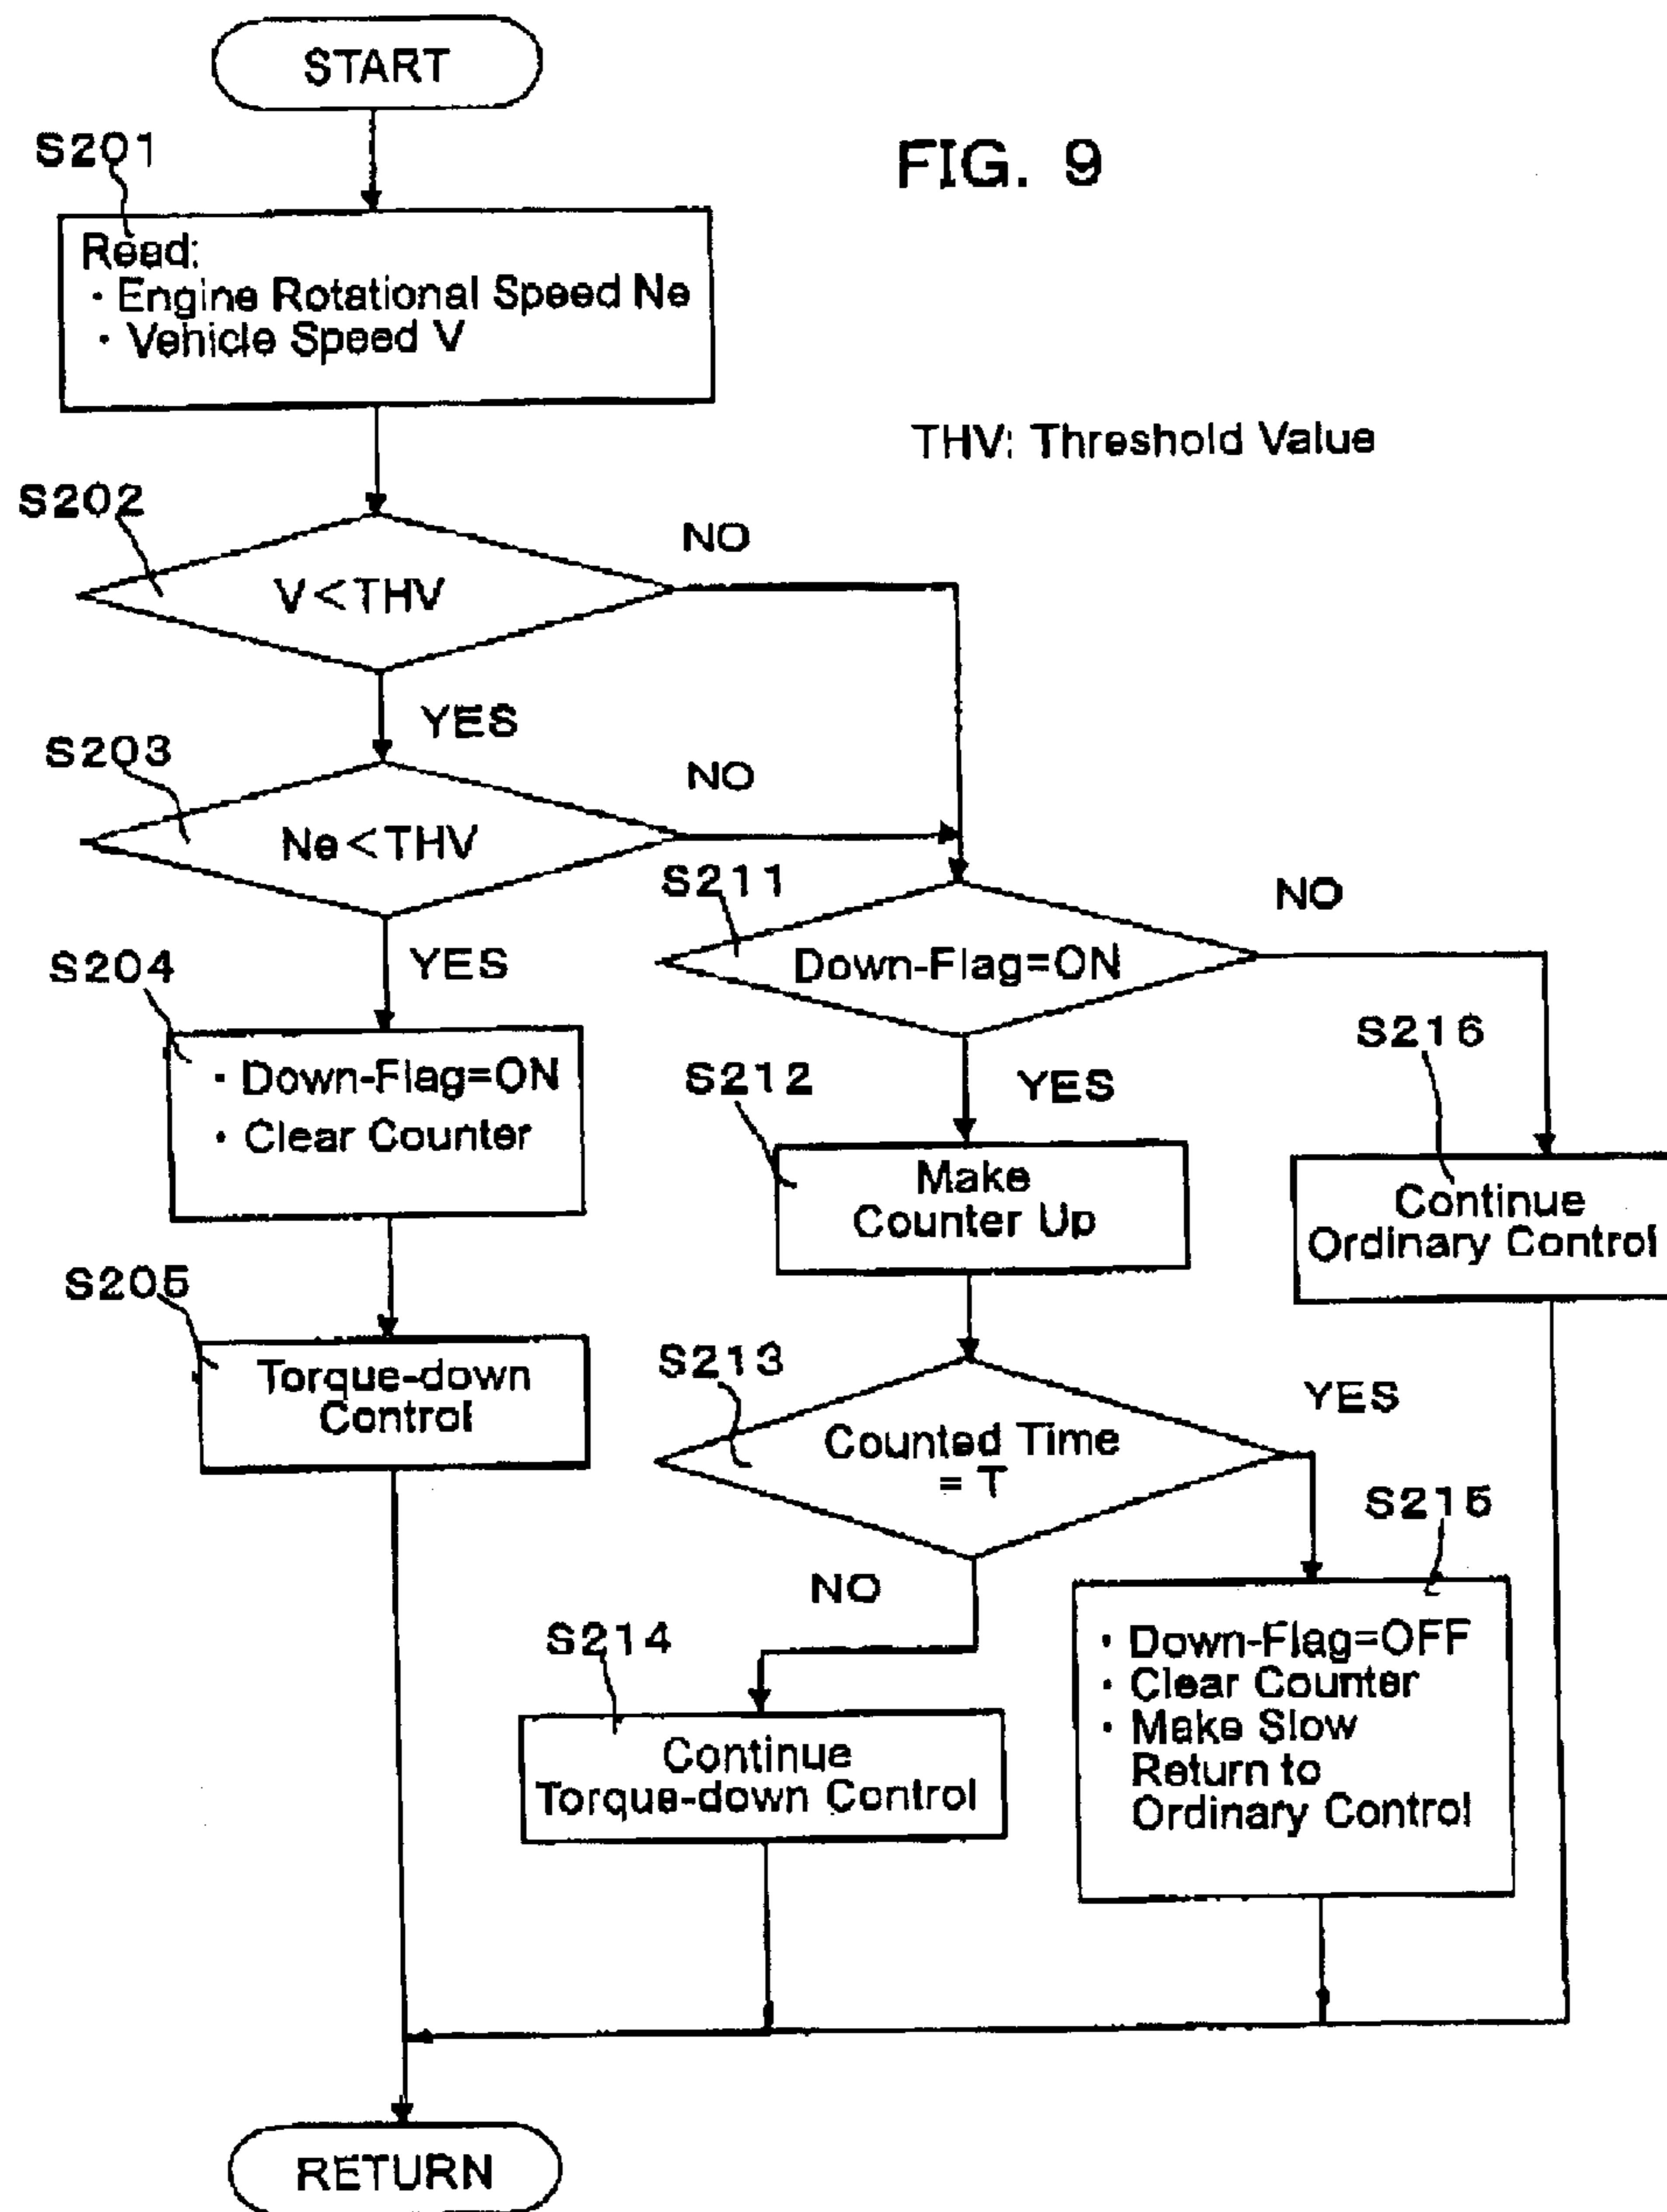 START
FIG. 9
S201
Read:
· Engine Rotational Speed Ne
· Vehicle Speed V
THV: Threshold Value
S202
V<THV
NO
YES
S203
Ne<THV
NO
YES
S204
· Down-Flag=ON
· Clear Counter
S205
Torque-down
Control
S211
Down-Flag=ON
NO
YES
S212
Make
Counter Up
S213
Counted Time
= T
YES
NO
S214
Continue
Torque-down Control
S215
· Down-Flag=OFF
· Clear Counter
· Make Slow
Return to
Ordinary Control
S216
Continue
Ordinary Control
RETURN